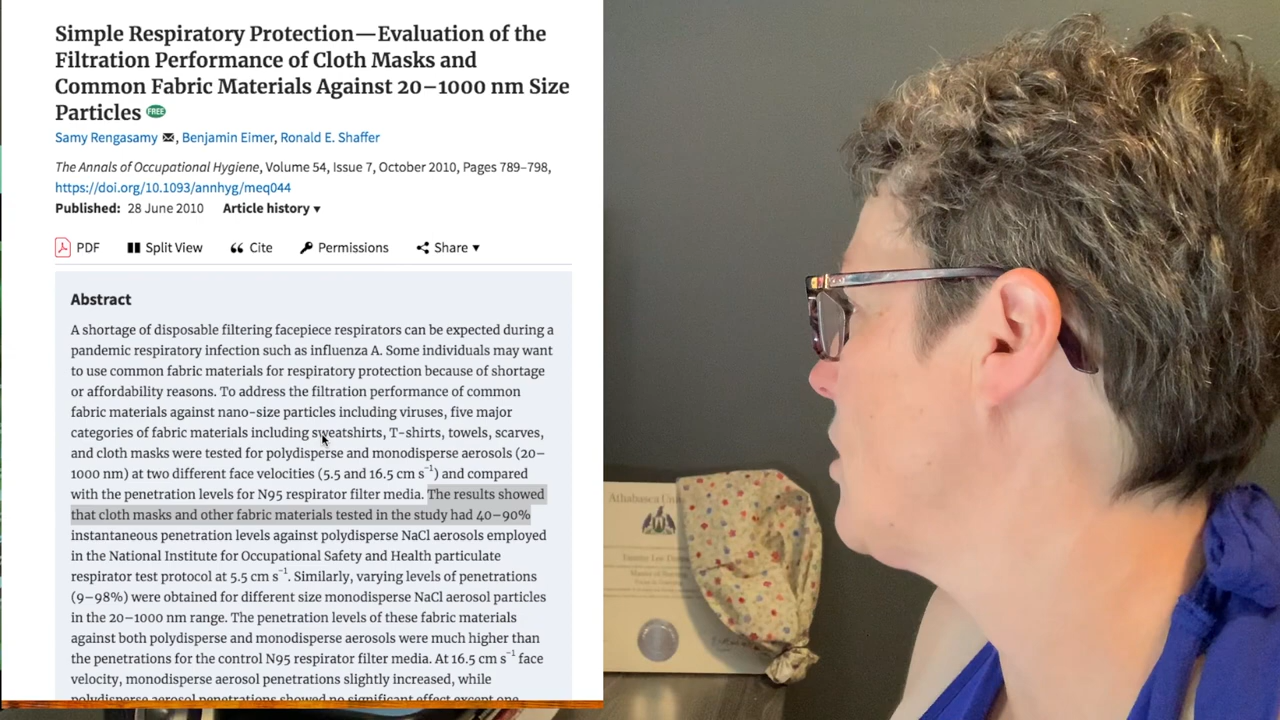 Simple Respiratory Protection—Evaluation of the
Filtration Performance of Cloth Masks and
Common Fabric Materials Against 20–1000 nm Size
Particles FREE
Samy Rengasamy, Benjamin Eimer, Ronald E. Shaffer
The Annals of Occupational Hygiene, Volume 54, Issue 7, October 2010, Pages 789–798,
https://doi.org/10.1093/annhyg/meq044
Published: 28 June 2010 Article history ▾
PDF Split View Cite Permissions Share ▾
Abstract
A shortage of disposable filtering facepiece respirators can be expected during a
pandemic respiratory infection such as influenza A. Some individuals may want
to use common fabric materials for respiratory protection because of shortage
or affordability reasons. To address the filtration performance of common
fabric materials against nano-size particles including viruses, five major
categories of fabric materials including sweatshirts, T-shirts, towels, scarves,
and cloth masks were tested for polydisperse and monodisperse aerosols (20–
1000 nm) at two different face velocities (5.5 and 16.5 cm s⁻¹) and compared
with the penetration levels for N95 respirator filter media. The results showed
that cloth masks and other fabric materials tested in the study had 40–90%
instantaneous penetration levels against polydisperse NaCl aerosols employed
in the National Institute for Occupational Safety and Health particulate
respirator test protocol at 5.5 cm s⁻¹. Similarly, varying levels of penetrations
(9–98%) were obtained for different size monodisperse NaCl aerosol particles
in the 20–1000 nm range. The penetration levels of these fabric materials
against both polydisperse and monodisperse aerosols were much higher than
the penetrations for the control N95 respirator filter media. At 16.5 cm s⁻¹ face
velocity, monodisperse aerosol penetrations slightly increased, while
polydisperse aerosol penetrations showed no significant effect except one
Athabasca